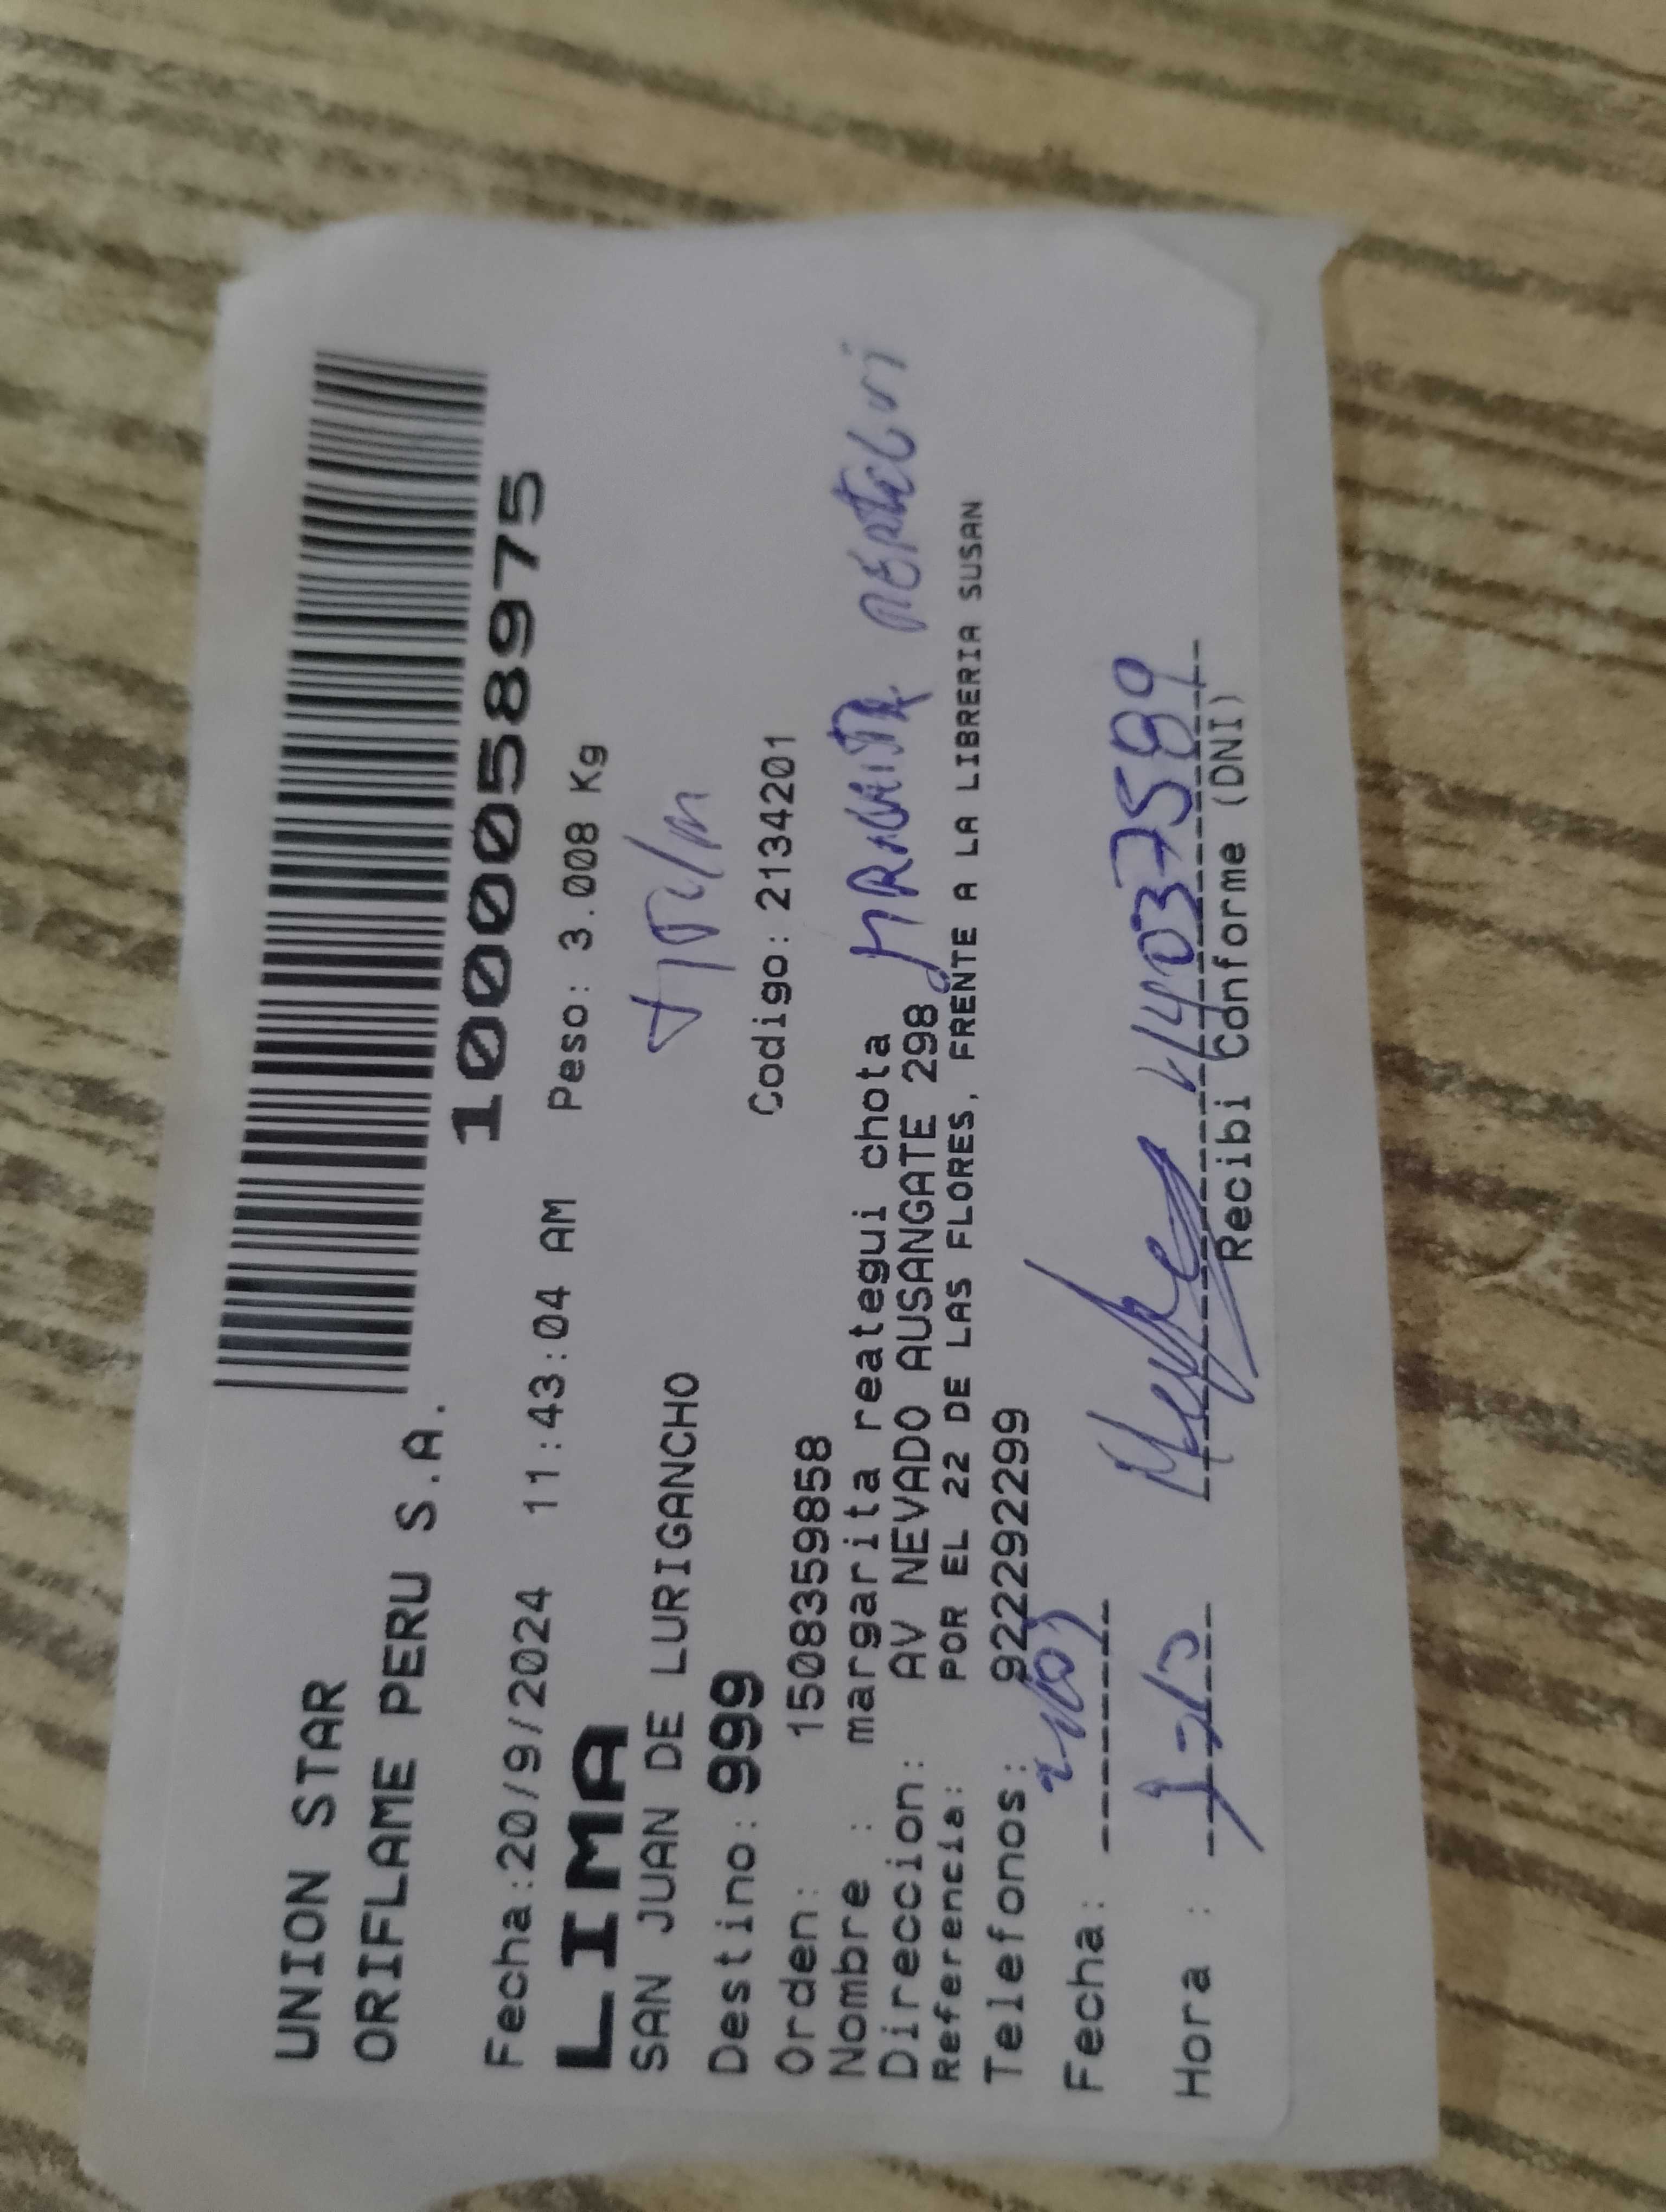 UNION STAR
ORIFLAME PERU S.A.
1000058975
Fecha:20/9/2024 11:43:04 AM Peso: 3.008 Kg
LIMA
SAN JUAN DE LURIGANCHO
Destino: 999
Codigo: 2134201
Orden: 1508359858
Nombre : margarita reategui chota
Direccion: AV NEVADO AUSANGATE 298
Referencia: POR EL 22 DE LAS FLORES, FRENTE A LA LIBRERIA SUSAN
Telefonos: 922292299
Fecha:
Hora :
14037589
Recibi Conforme (DNI)